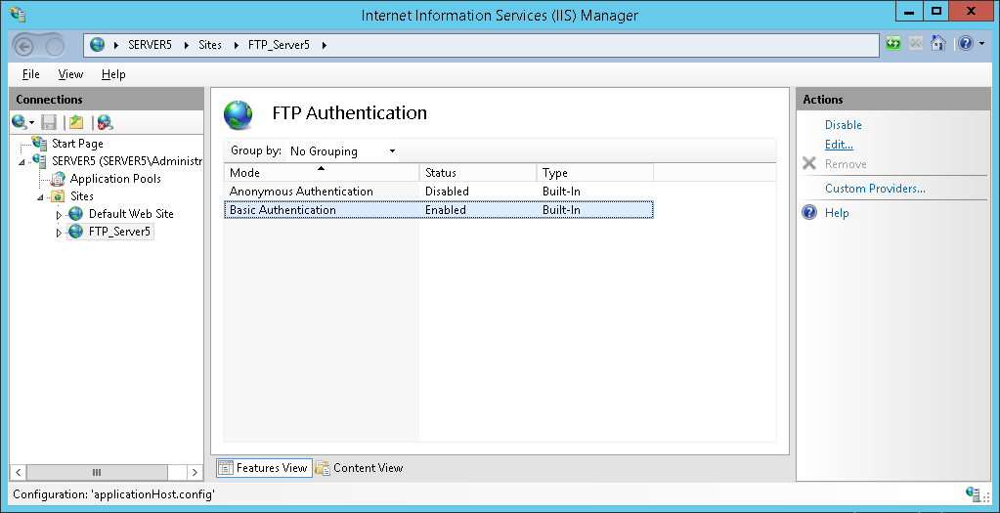 Internet Information Services (IIS) Manager
SERVER5 Sites FTP_Server5
File View Help
Connections
Start Page
SERVER5 (SERVER5\Administr
Application Pools
Sites
Default Web Site
FTP_Server5
FTP Authentication
Group by: No Grouping
Mode Status Type
Anonymous Authentication Disabled Built-In
Basic Authentication Enabled Built-In
Features View Content View
Actions
Disable
Edit...
Remove
Custom Providers...
Help
Configuration: 'applicationHost.config'